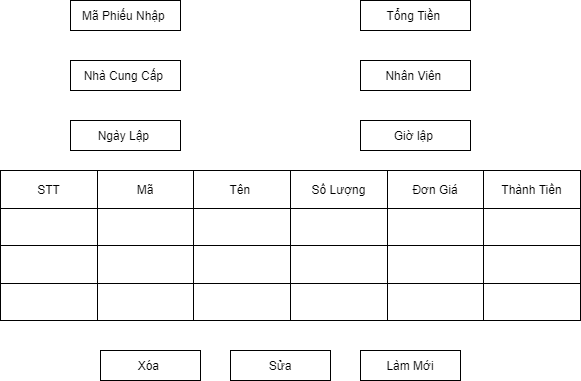 Mã Phiếu Nhập
Tổng Tiền
Nhà Cung Cấp
Nhân Viên
Ngày Lập
Giờ lập
STT Mã Tên Số Lượng Đơn Giá Thành Tiền
Xóa Sửa Làm Mới